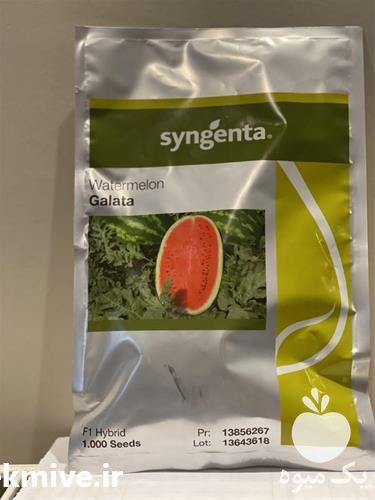 syngenta.
Watermelon
Galata
F1 Hybrid
1.000 Seeds
Pr: 13856267
Lot: 13643618
یک میوه
kmive.ir